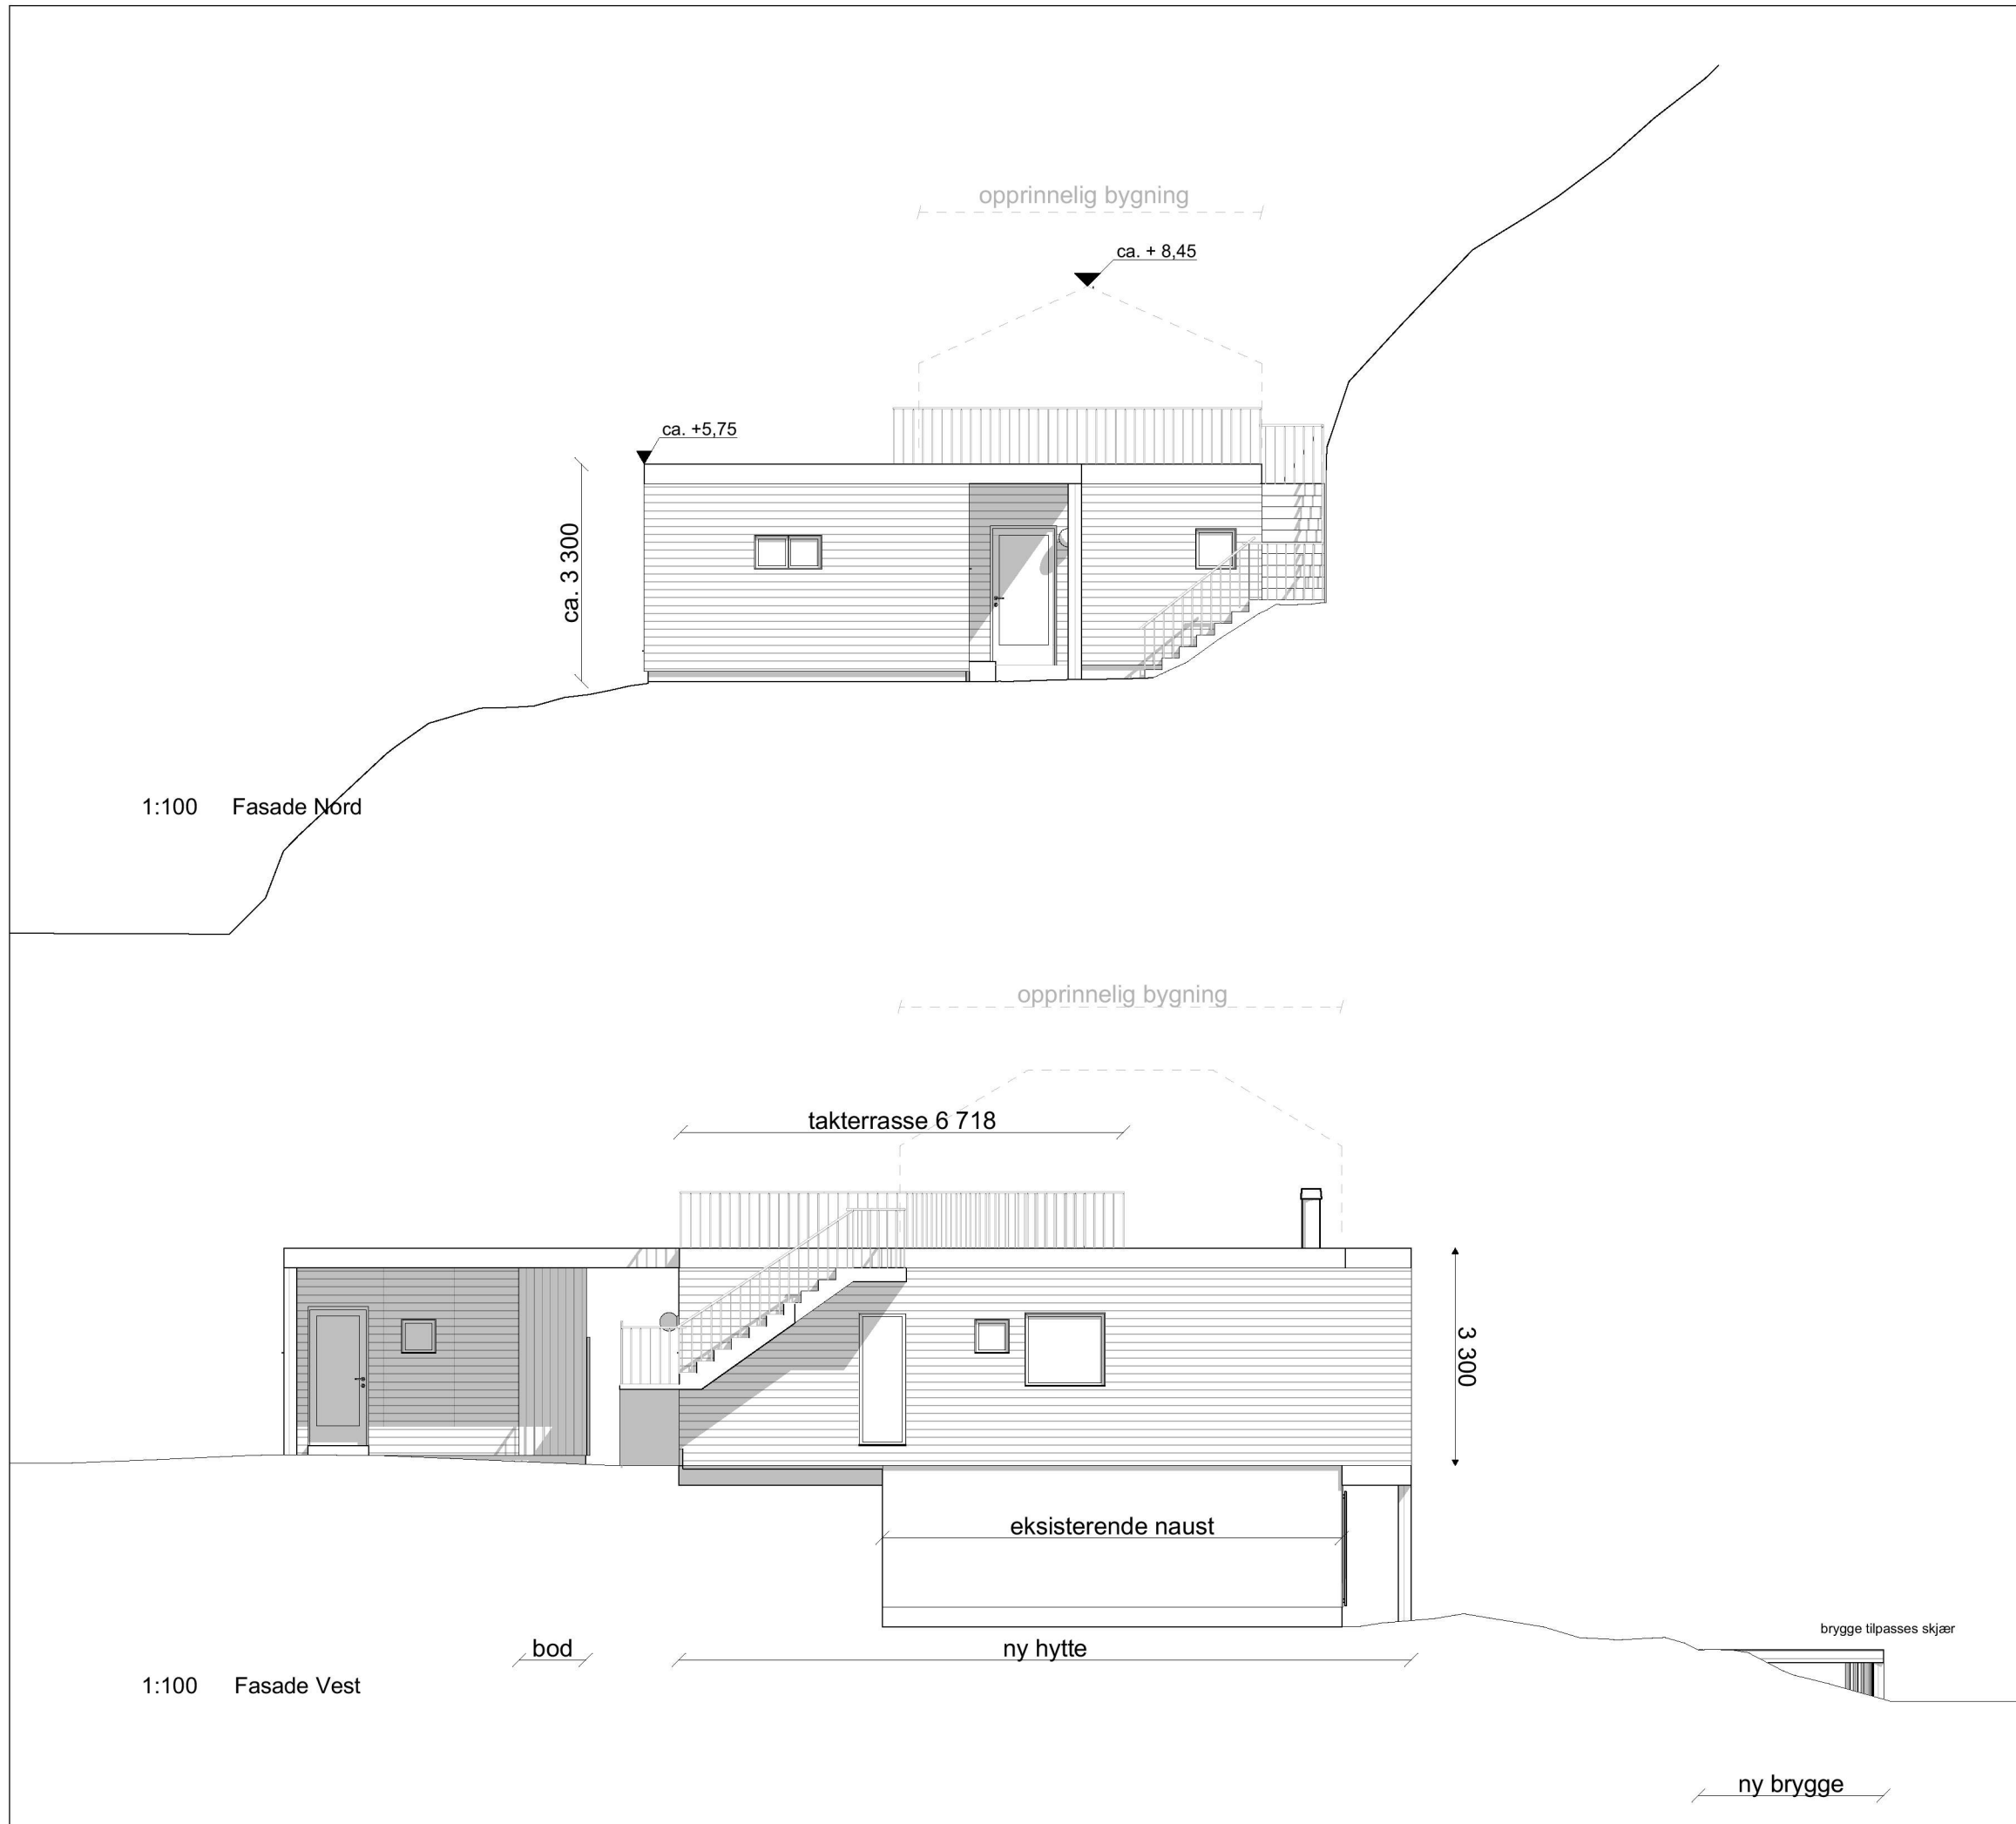 opprinnelig bygning
ca. + 8,45
ca. +5,75
ca. 3 300
1:100 Fasade Nord
opprinnelig bygning
takterrasse 6 718
3 300
eksisterende naust
brygge tilpasses skjær
bod
ny hytte
1:100 Fasade Vest
ny brygge